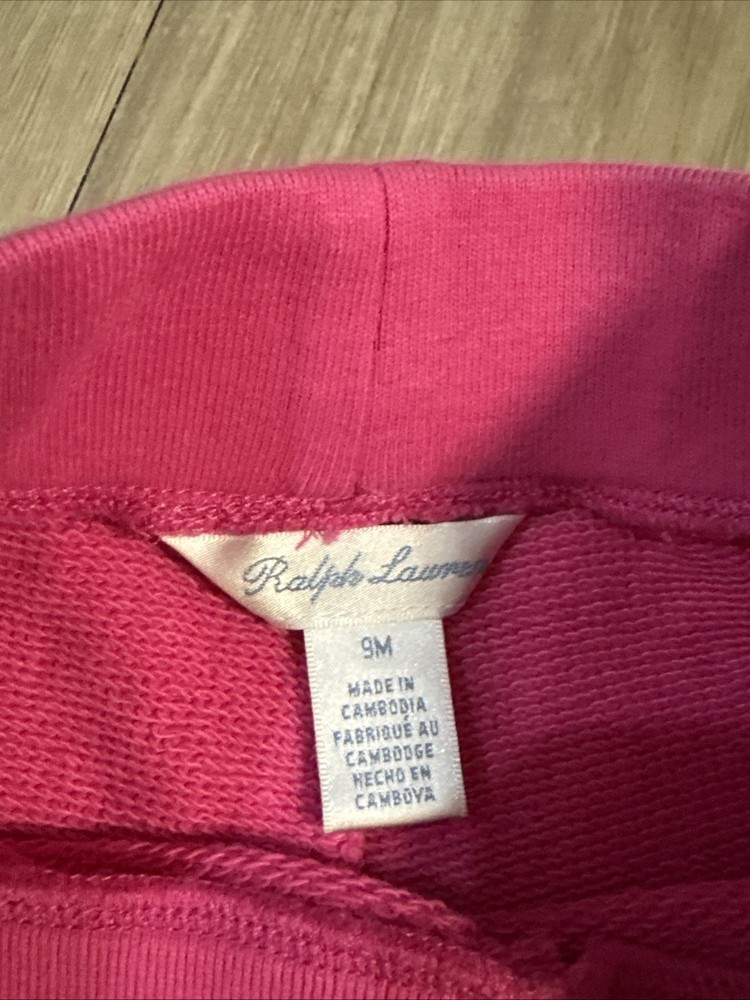 Ralph Lauren
9M
MADE IN
CAMBODIA
FABRIQUÉ AU
CAMBODGE
HECHO EN
CAMBOYA